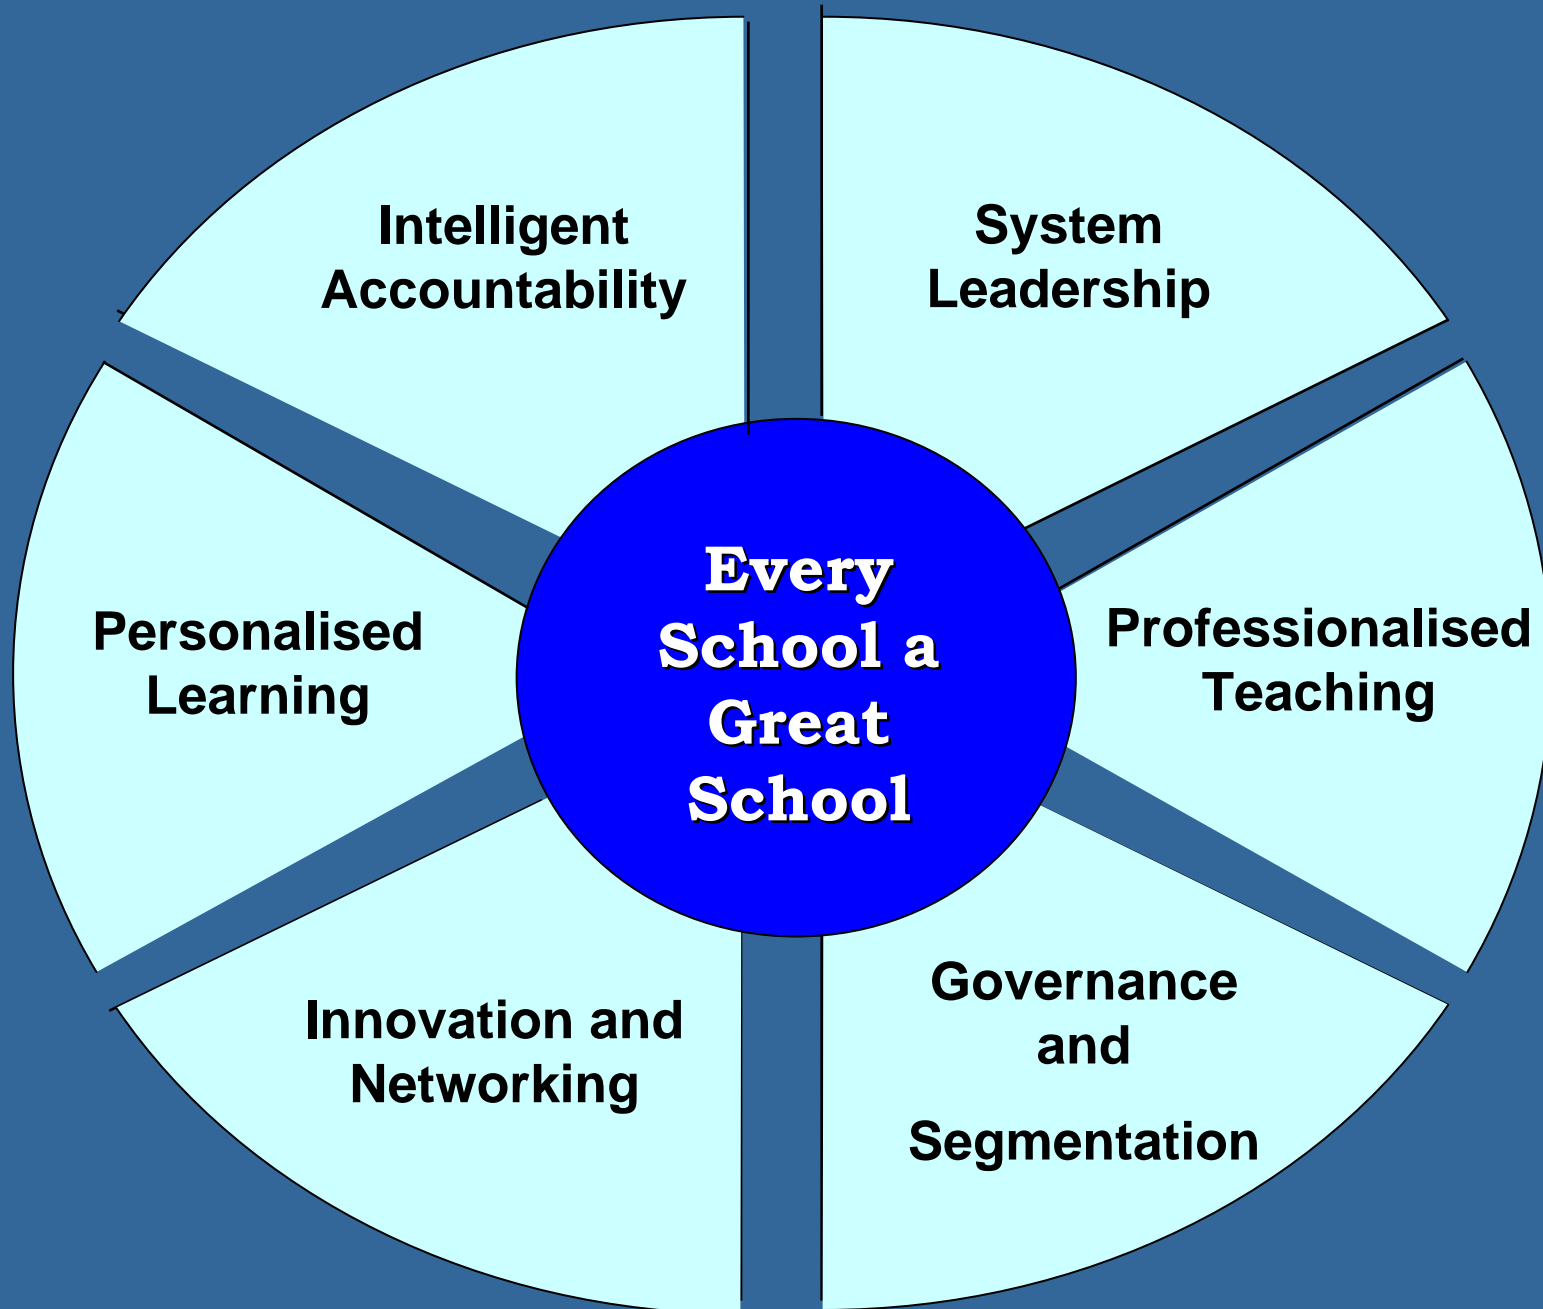 Intelligent
Accountability
System
Leadership
Personalised
Learning
Every
School a
Great
School
Professionalised
Teaching
Innovation and
Networking
Governance
and
Segmentation